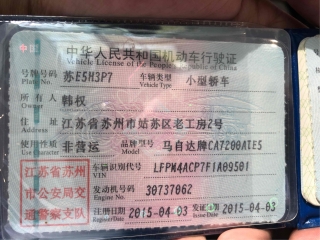 中华人民共和国机动车行驶证
Vehicle License of the People's Republic of China
号牌号码 苏E5M3P7 车辆类型 小型轿车
Plate No. Vehicle Type
所有人 韩权
Owner
住址 江苏省苏州市姑苏区老工房2号
Address
使用性质 非营运 品牌型号 马自达牌CA7200ATE5
Use Character Model
江苏省苏州市公安局交通警察支队
车辆识别代号 LFPM4ACP7F1A09501
VIN
发动机号码 30737062
Engine No.
注册日期 2015-04-03 发证日期 2015-04-03
Register Date Issue Date